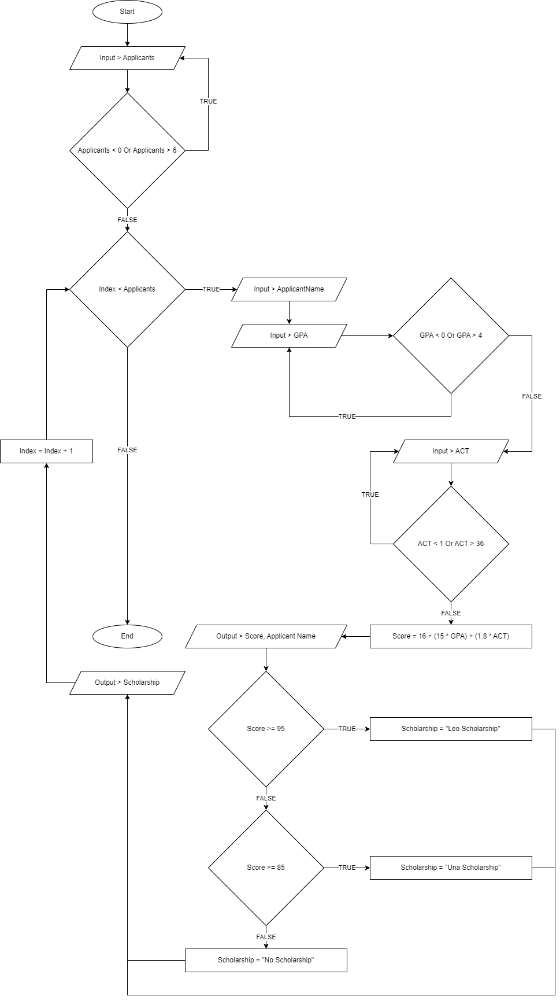 Start
Input > Applicants
TRUE
Applicants < 0 Or Applicants > 6
FALSE
Index < Applicants
TRUE
Input > ApplicantName
Input > GPA
GPA < 0 Or GPA > 4
TRUE
FALSE
Index = Index + 1
FALSE
Input > ACT
TRUE
ACT < 1 Or ACT > 36
FALSE
End
Output > Score, Applicant Name
Score = 16 + (15 * GPA) + (1.8 * ACT)
Output > Scholarship
Score >= 95
TRUE
Scholarship = "Leo Scholarship"
FALSE
Score >= 85
TRUE
Scholarship = "Una Scholarship"
FALSE
Scholarship = "No Scholarship"